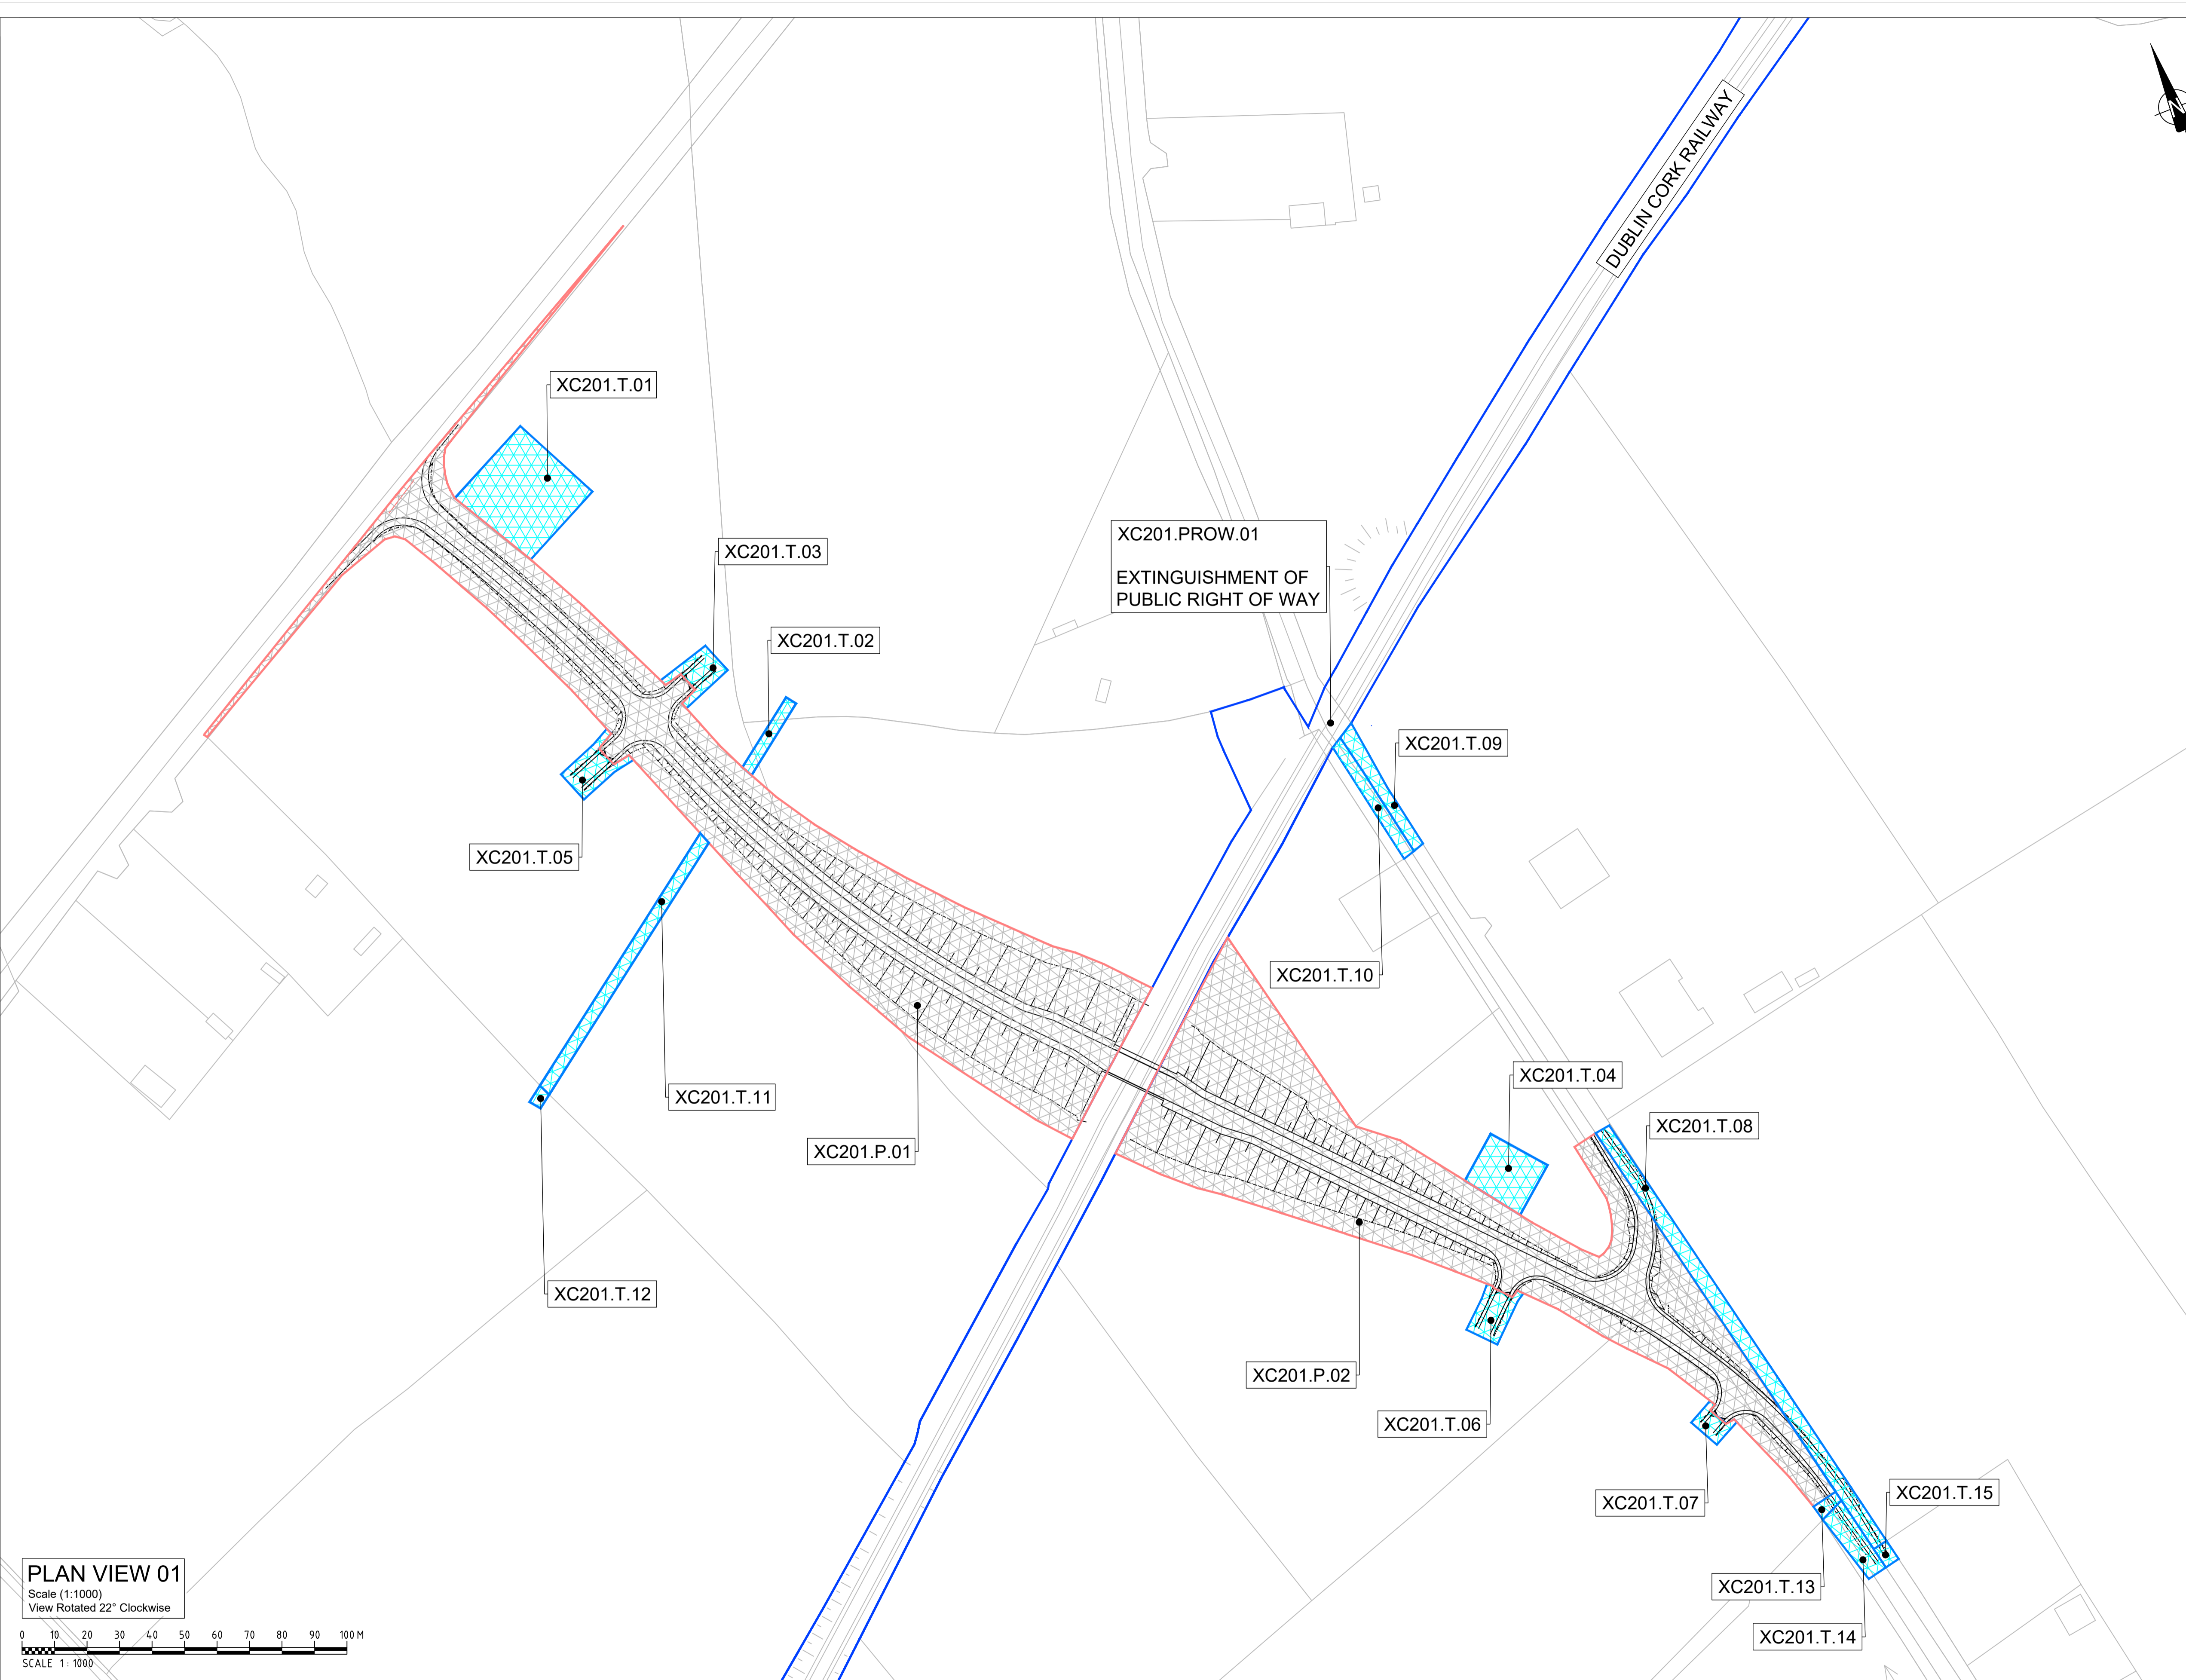 DUBLIN CORK RAILWAY
N
XC201.T.01
XC201.PROW.01
EXTINGUISHMENT OF
PUBLIC RIGHT OF WAY
XC201.T.03
XC201.T.02
XC201.T.09
XC201.T.05
XC201.T.10
XC201.T.04
XC201.T.11
XC201.T.08
XC201.P.01
XC201.T.12
XC201.P.02
XC201.T.06
XC201.T.15
XC201.T.07
XC201.T.13
XC201.T.14
PLAN VIEW 01
Scale (1:1000)
View Rotated 22° Clockwise
0 10 20 30 40 50 60 70 80 90 100 M
SCALE 1:1000